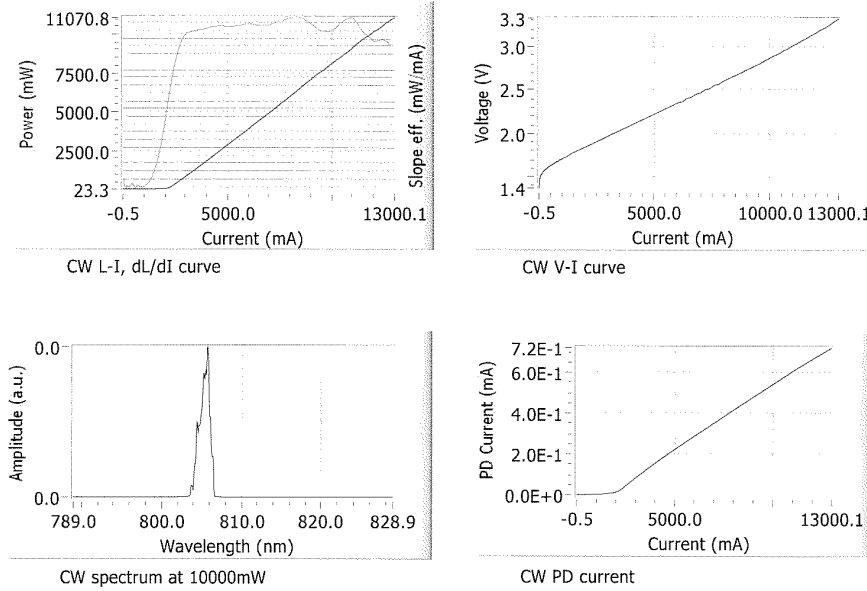 11070.8
7500.0
5000.0
2500.0
23.3
Power (mW)
Slope eff. (mW/mA)
-0.5
5000.0
13000.1
Current (mA)
CW L-I, dL/dI curve
3.3
3.0
2.5
2.0
1.4
Voltage (V)
-0.5
5000.0
10000.0
13000.1
Current (mA)
CW V-I curve
0.0
0.0
Amplitude (a.u.)
789.0
800.0
810.0
820.0
828.9
Wavelength (nm)
CW spectrum at 10000mW
7.2E-1
6.0E-1
4.0E-1
2.0E-1
0.0E+0
PD Current (mA)
-0.5
5000.0
13000.1
Current (mA)
CW PD current